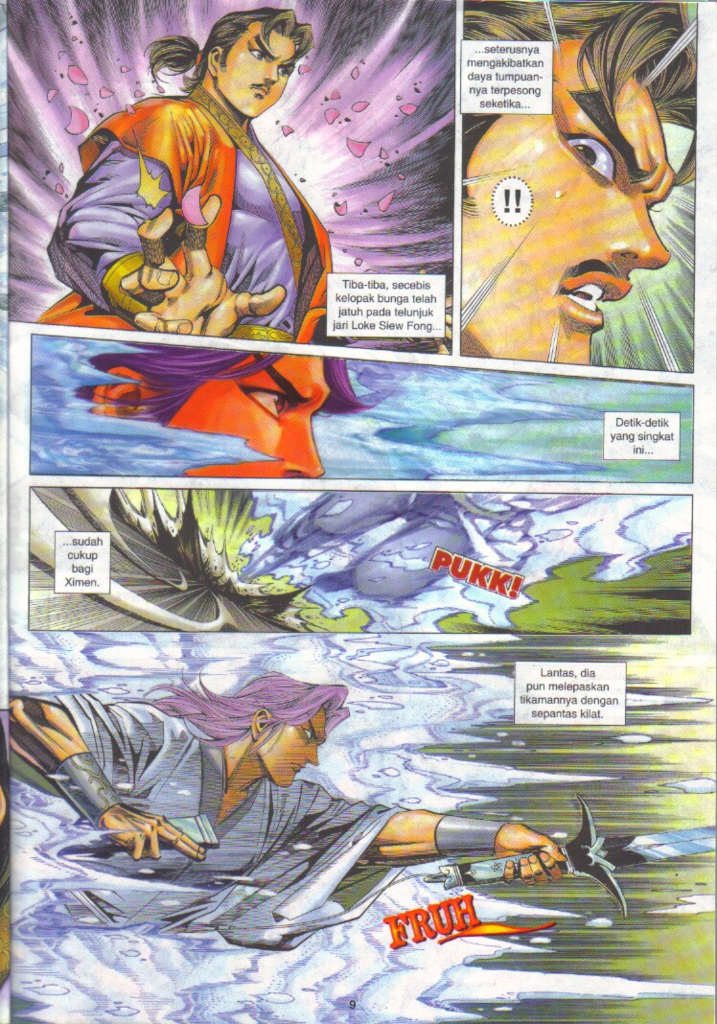 Tiba-tiba, secebis
kelopak bunga telah
jatuh pada telunjuk
jari Loke Siew Fong...
...seterusnya
mengakibatkan
daya tumpuan-
nya terpesong
seketika...
!!
Detik-detik
yang singkat
ini...
...sudah
cukup
bagi
Ximen.
PUKK!
Lantas, dia
pun melepaskan
tikamannya dengan
sepantas kilat.
FRUH
9